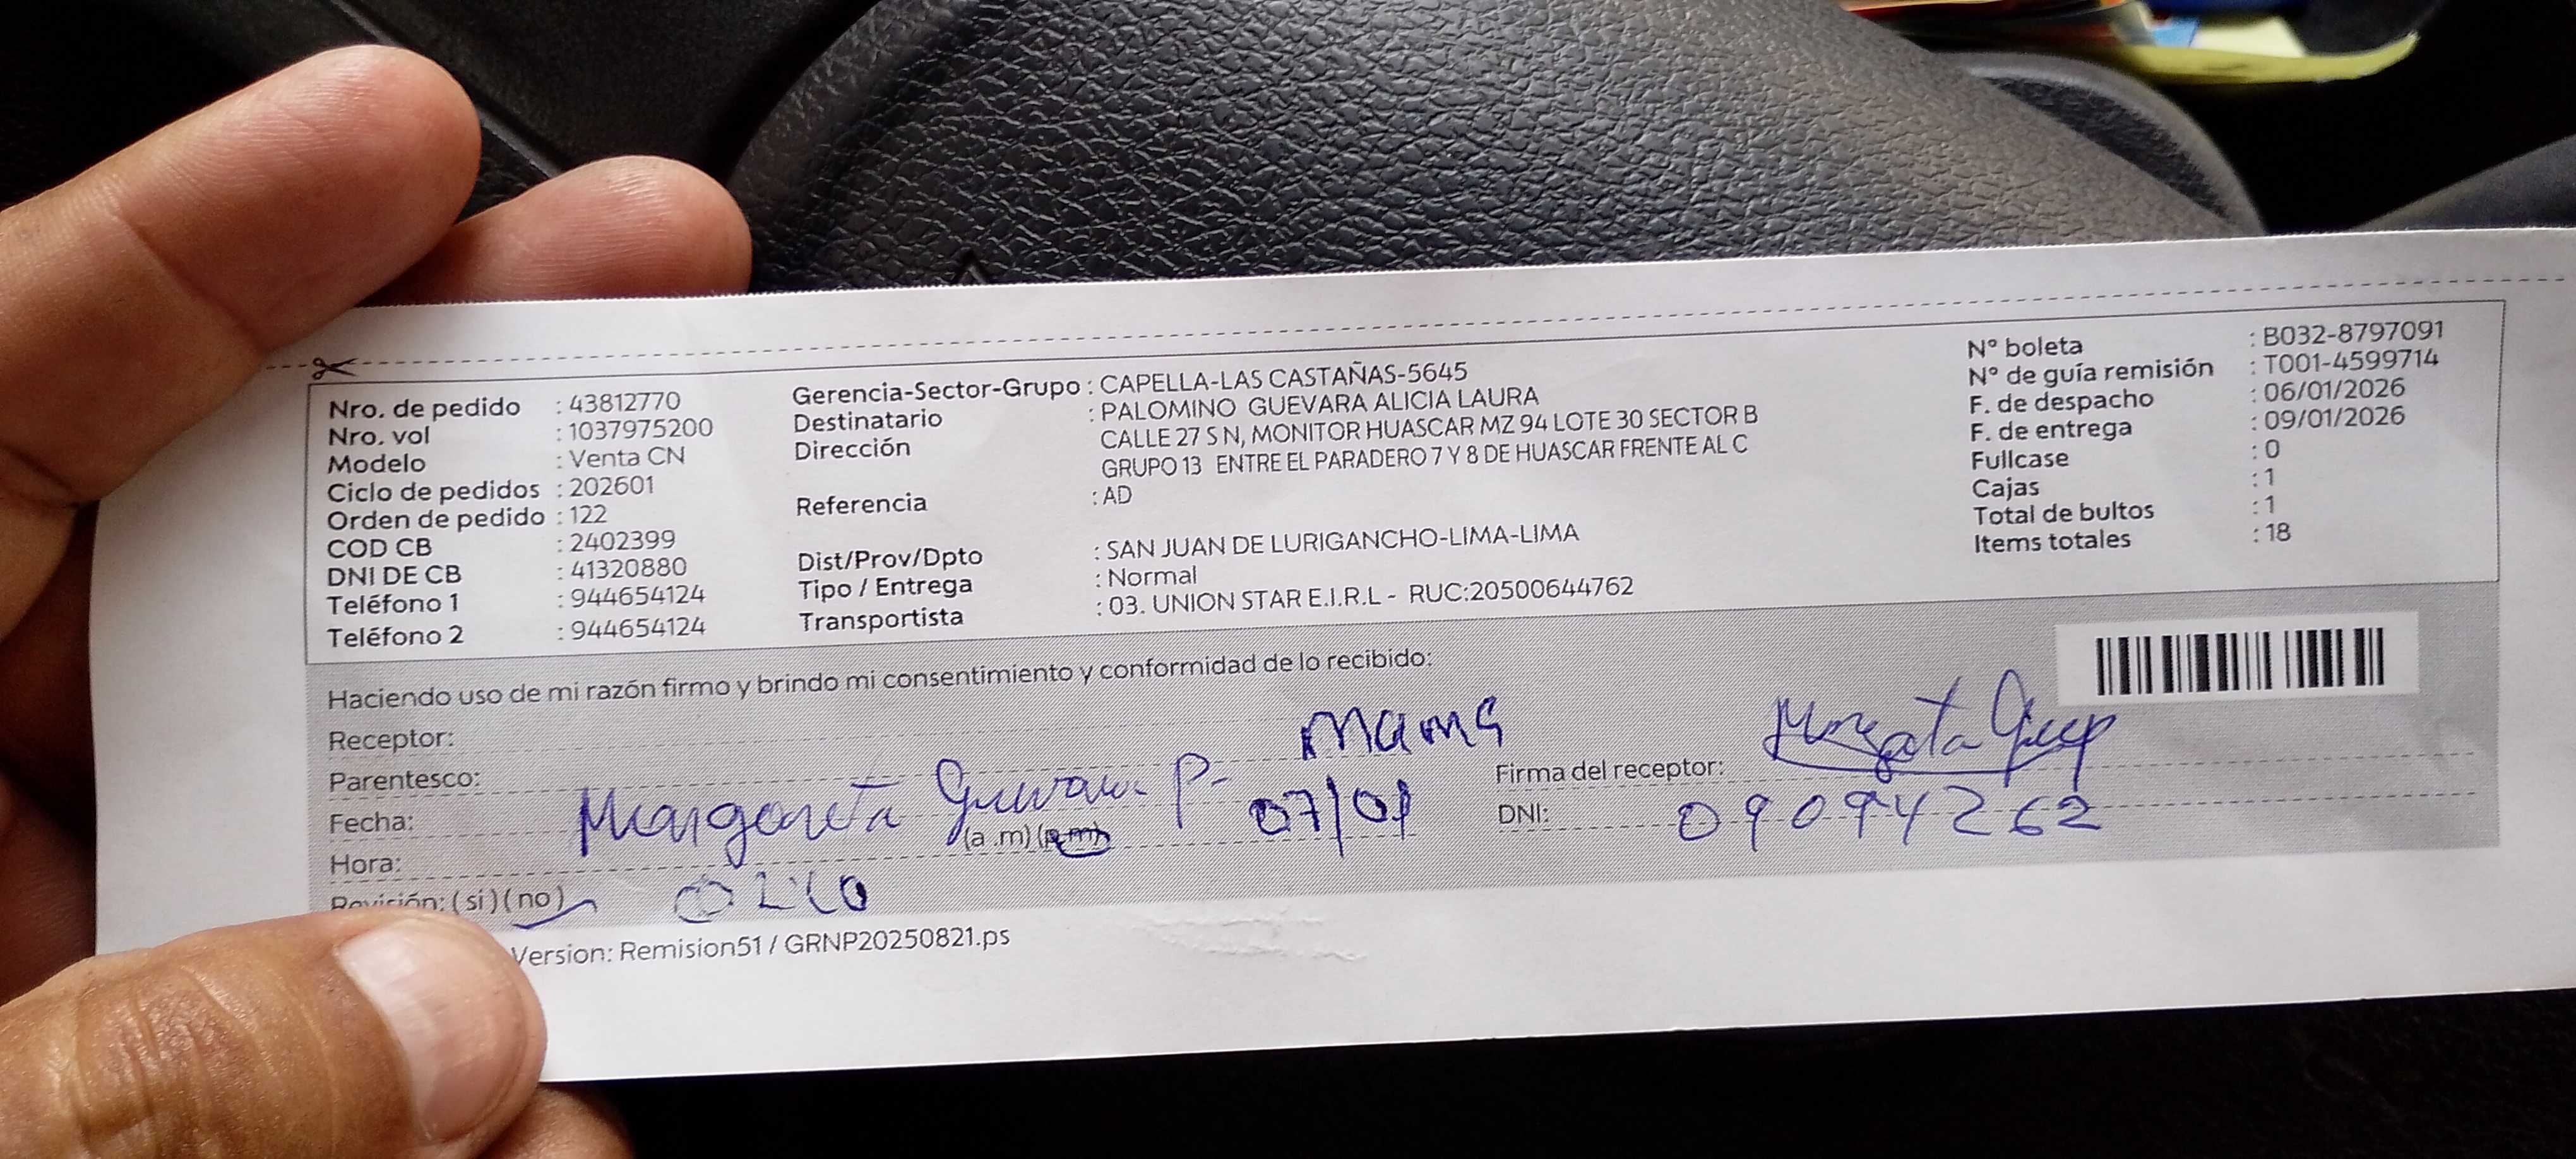 Nro. de pedido : 43812770
Nro. vol : 1037975200
Modelo : Venta CN
Ciclo de pedidos : 202601
Orden de pedido : 122
COD CB : 2402399
DNI DE CB : 41320880
Teléfono 1 : 944654124
Teléfono 2 : 944654124
Gerencia-Sector-Grupo : CAPELLA-LAS CASTAÑAS-5645
Destinatario : PALOMINO GUEVARA ALICIA LAURA
Dirección CALLE 27 S N, MONITOR HUASCAR MZ 94 LOTE 30 SECTOR B
GRUPO 13 ENTRE EL PARADERO 7 Y 8 DE HUASCAR FRENTE AL C
Referencia : AD
Dist/Prov/Dpto : SAN JUAN DE LURIGANCHO-LIMA-LIMA
Tipo / Entrega : Normal
Transportista : 03. UNION STAR E.I.R.L - RUC:20500644762
N° boleta : B032-8797091
N° de guía remisión : T001-4599714
F. de despacho : 06/01/2026
F. de entrega : 09/01/2026
Fullcase : 0
Cajas : 1
Total de bultos : 1
Items totales : 18
Haciendo uso de mi razón firmo y brindo mi consentimiento y conformidad de lo recibido:
Receptor:
Parentesco: mama
Fecha: Margarita Guevara P. 07/01
Hora: (a .m) (p.m)
Revisión: (si) (no)
Firma del receptor: Margarita
DNI: 09094262
Version: Remision51 / GRNP20250821.ps